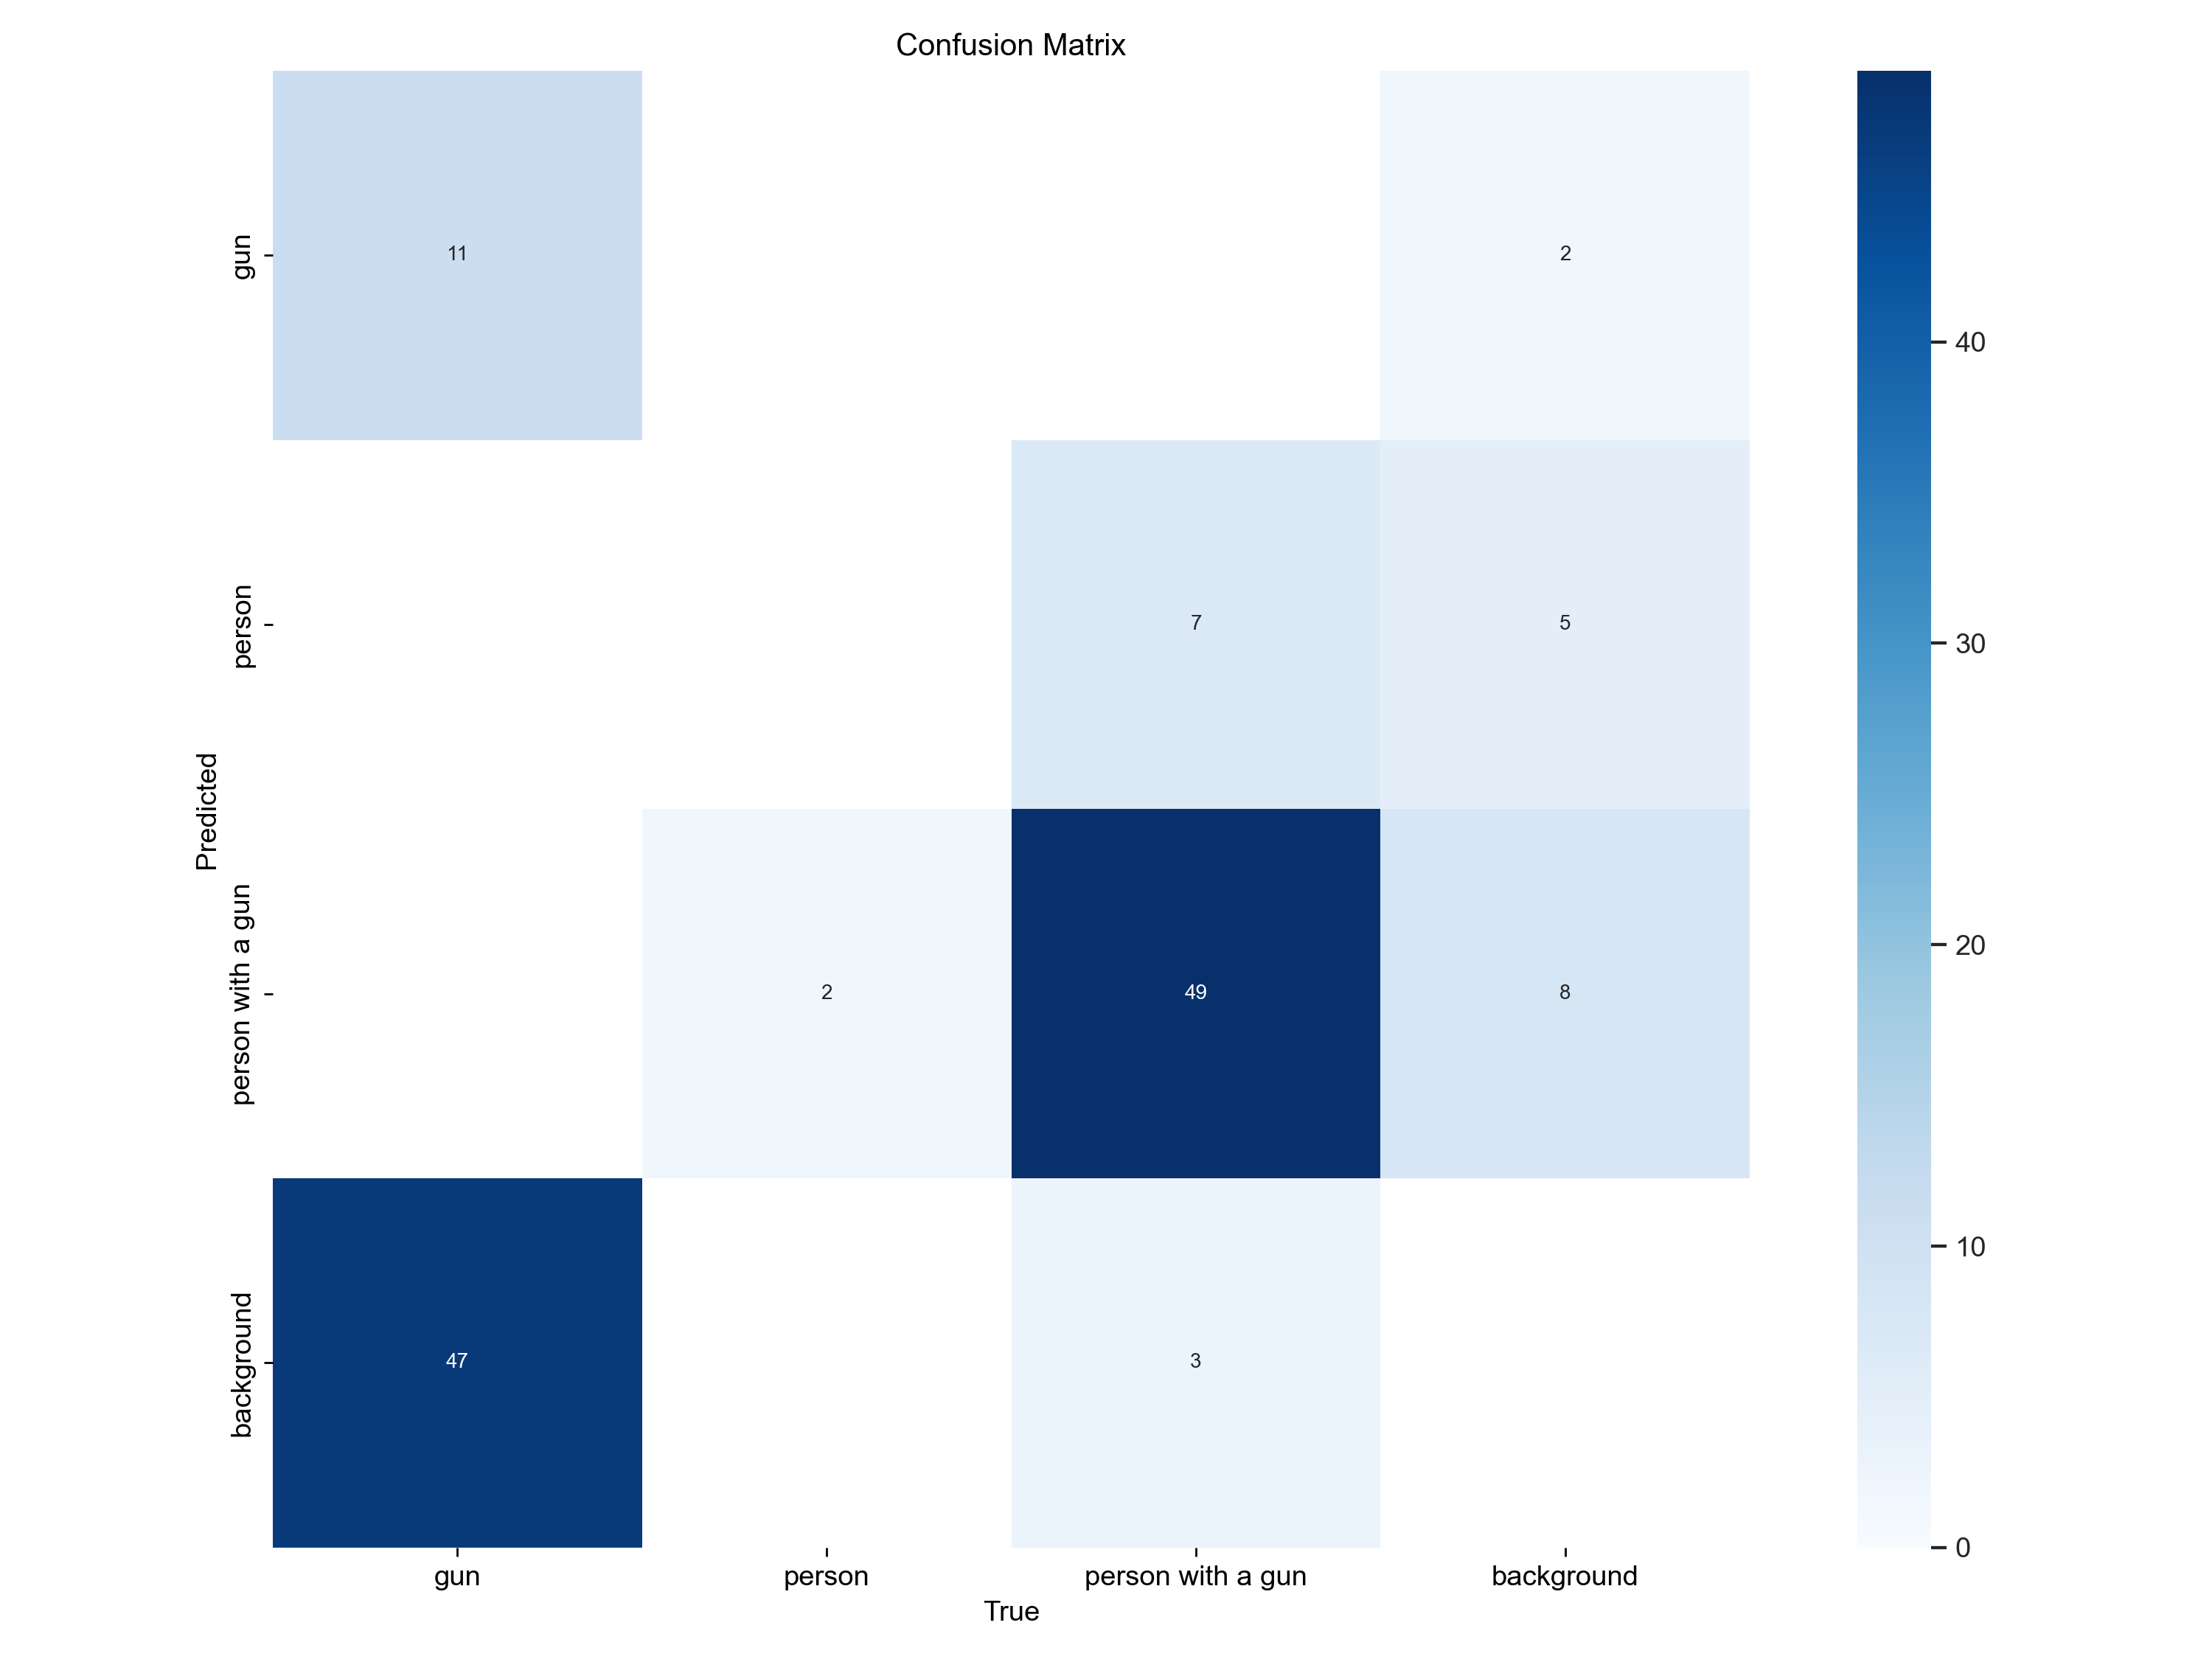 Confusion Matrix
gun
11
2
person
7
5
Predicted
person with a gun
2
49
8
background
47
3
gun
person
person with a gun
background
True
40
30
20
10
0